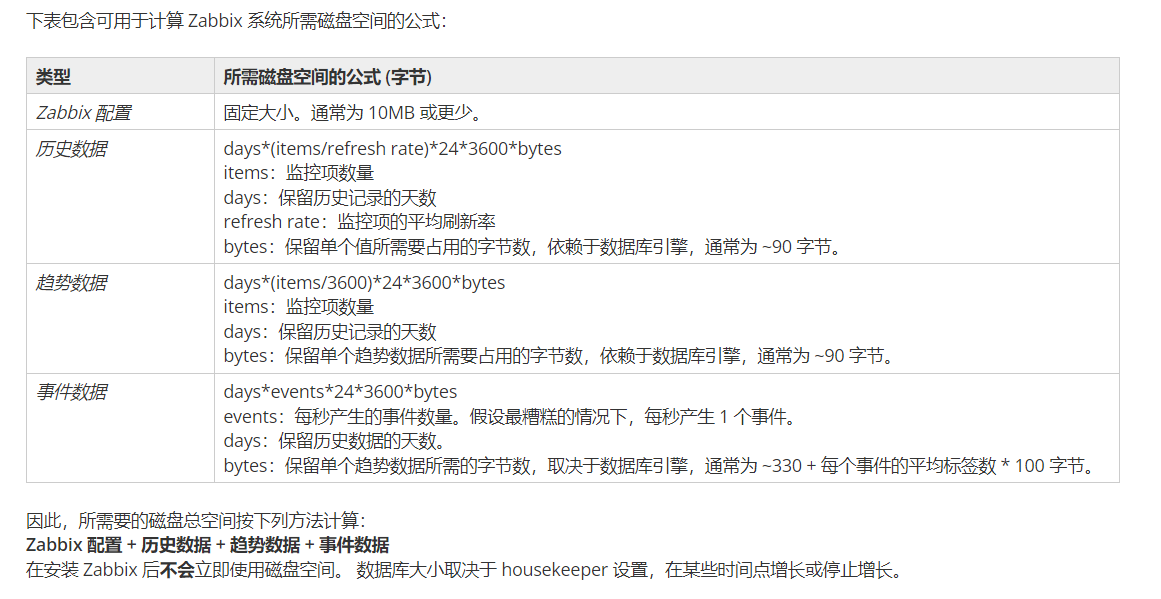 下表包含可用于计算 Zabbix 系统所需磁盘空间的公式：
类型 所需磁盘空间的公式 (字节)
Zabbix 配置 固定大小。通常为 10MB 或更少。
历史数据 days*(items/refresh rate)*24*3600*bytes
items：监控项数量
days：保留历史记录的天数
refresh rate：监控项的平均刷新率
bytes：保留单个值所需要占用的字节数，依赖于数据库引擎，通常为 ~90 字节。
趋势数据 days*(items/3600)*24*3600*bytes
items：监控项数量
days：保留历史记录的天数
bytes：保留单个趋势数据所需要占用的字节数，依赖于数据库引擎，通常为 ~90 字节。
事件数据 days*events*24*3600*bytes
events：每秒产生的事件数量。假设最糟糕的情况下，每秒产生 1 个事件。
days：保留历史数据的天数。
bytes：保留单个趋势数据所需的字节数，取决于数据库引擎，通常为 ~330 + 每个事件的平均标签数 * 100 字节。
因此，所需要的磁盘总空间按下列方法计算：
Zabbix 配置 + 历史数据 + 趋势数据 + 事件数据
在安装 Zabbix 后不会立即使用磁盘空间。 数据库大小取决于 housekeeper 设置，在某些时间点增长或停止增长。